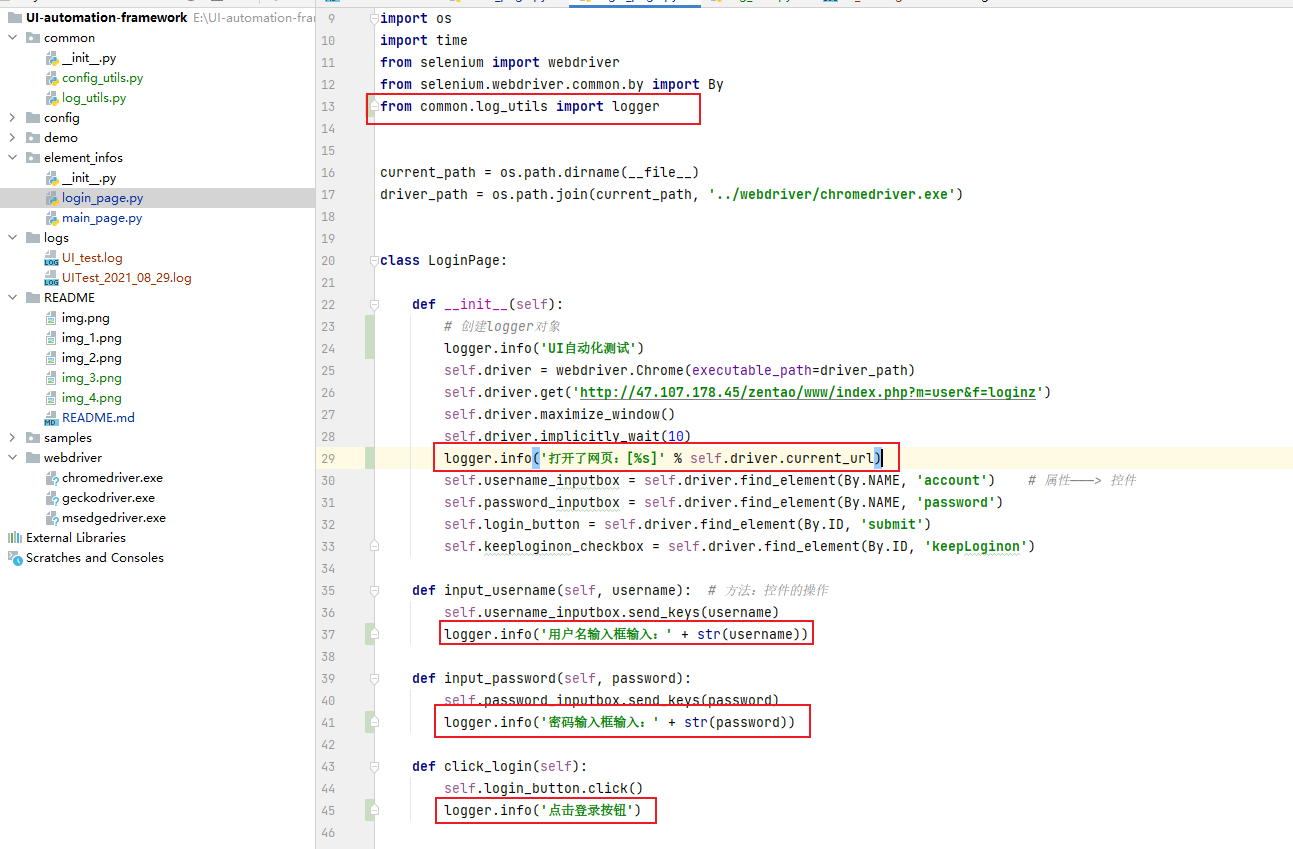 UI-automation-framework E:\UI-automation-fra
common
__init__.py
config_utils.py
log_utils.py
config
demo
element_infos
__init__.py
login_page.py
main_page.py
logs
UI_test.log
UITest_2021_08_29.log
README
img.png
img_1.png
img_2.png
img_3.png
img_4.png
README.md
samples
webdriver
chromedriver.exe
geckodriver.exe
msedgedriver.exe
External Libraries
Scratches and Consoles
9 import os
10 import time
11 from selenium import webdriver
12 from selenium.webdriver.common.by import By
13 from common.log_utils import logger
14
15
16 current_path = os.path.dirname(__file__)
17 driver_path = os.path.join(current_path, '../webdriver/chromedriver.exe')
18
19
20 class LoginPage:
21
22 def __init__(self):
23 # 创建logger对象
24 logger.info('UI自动化测试')
25 self.driver = webdriver.Chrome(executable_path=driver_path)
26 self.driver.get('http://47.107.178.45/zentao/www/index.php?m=user&f=loginz')
27 self.driver.maximize_window()
28 self.driver.implicitly_wait(10)
29 logger.info('打开了网页：[%s]' % self.driver.current_url)
30 self.username_inputbox = self.driver.find_element(By.NAME, 'account') # 属性———> 控件
31 self.password_inputbox = self.driver.find_element(By.NAME, 'password')
32 self.login_button = self.driver.find_element(By.ID, 'submit')
33 self.keeploginon_checkbox = self.driver.find_element(By.ID, 'keepLoginon')
34
35 def input_username(self, username): # 方法：控件的操作
36 self.username_inputbox.send_keys(username)
37 logger.info('用户名输入框输入：' + str(username))
38
39 def input_password(self, password):
40 self.password_inputbox.send_keys(password)
41 logger.info('密码输入框输入：' + str(password))
42
43 def click_login(self):
44 self.login_button.click()
45 logger.info('点击登录按钮')
46